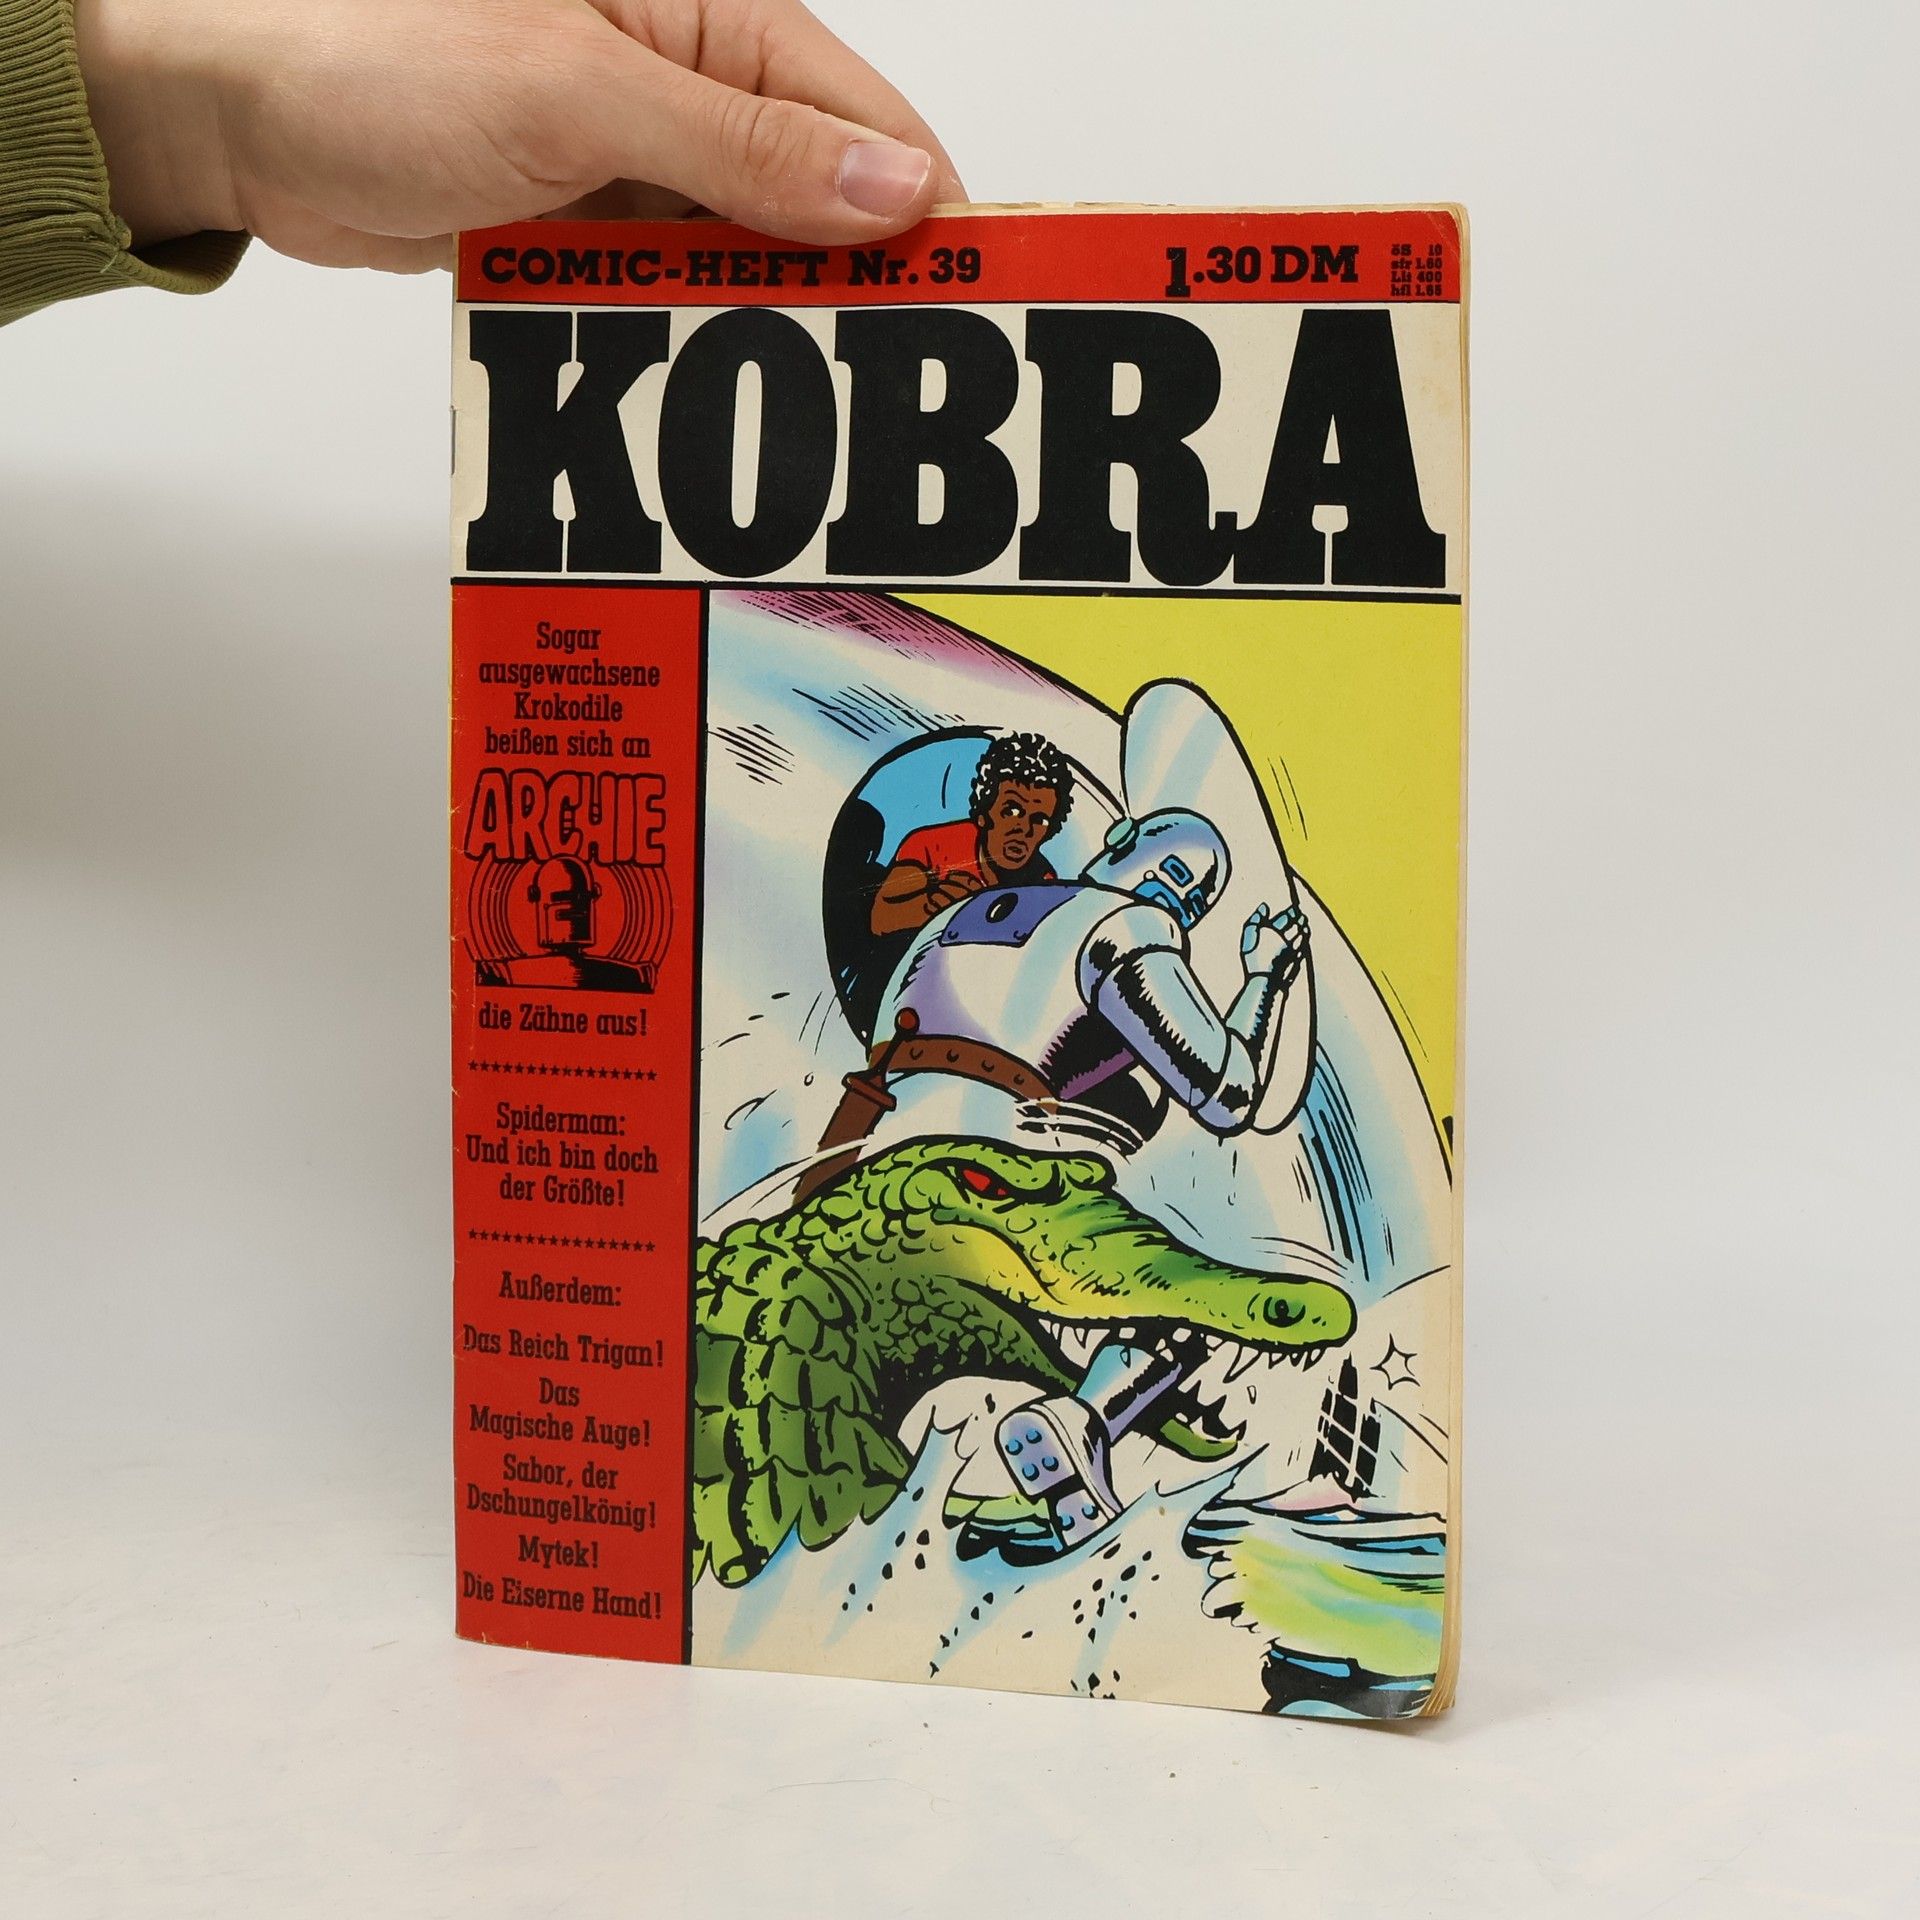 COMIC-HEFT Nr. 39
1.30 DM
öS 10
sfr 1.60
Lit 400
hfl 1.65
KOBRA
Sogar
ausgewachsene
Krokodile
beißen sich an
ARCHIE
die Zähne aus!
****************
Spiderman:
Und ich bin doch
der Größte!
****************
Außerdem:
Das Reich Trigan!
Das
Magische Auge!
Sabor, der
Dschungelkönig!
Mytek!
Die Eiserne Hand!